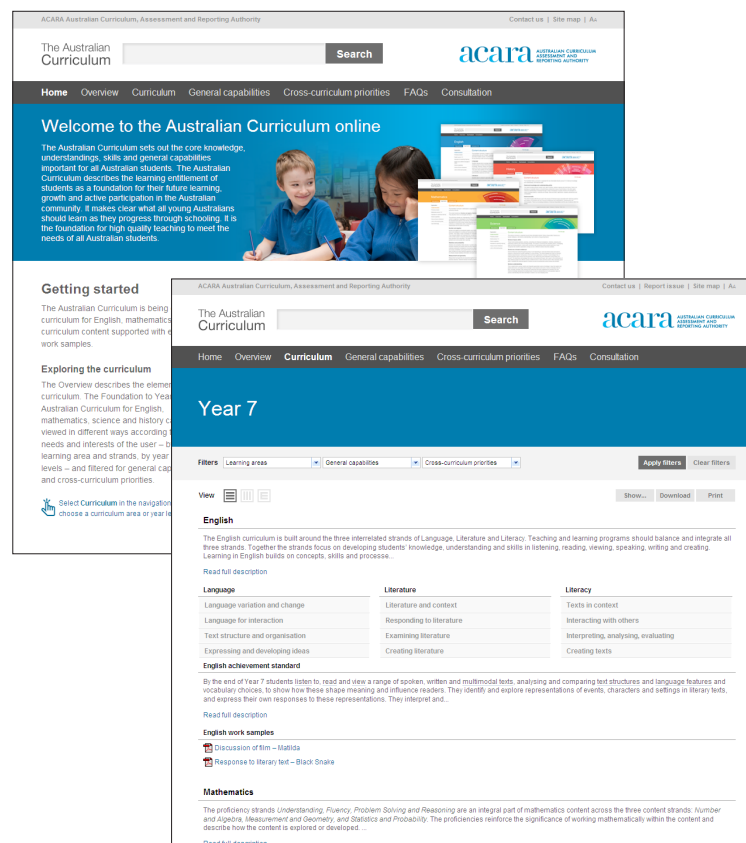 ACARA Australian Curriculum, Assessment and Reporting Authority
Contact us | Site map | AA
The Australian
Curriculum
Search
acara AUSTRALIAN CURRICULUM
ASSESSMENT AND
REPORTING AUTHORITY
Home Overview Curriculum General capabilities Cross-curriculum priorities FAQs Consultation
Welcome to the Australian Curriculum online
The Australian Curriculum sets out the core knowledge,
understandings, skills and general capabilities
important for all Australian students. The Australian
Curriculum describes the learning entitlement of
students as a foundation for their future learning,
growth and active participation in the Australian
community. It makes clear what all young Australians
should learn as they progress through schooling. It is
the foundation for high quality teaching to meet the
needs of all Australian students.
Getting started
The Australian Curriculum is being
curriculum for English, mathematics
curriculum content supported with e
work samples.
Exploring the curriculum
The Overview describes the elemen
curriculum. The Foundation to Year
Australian Curriculum for English,
mathematics, science and history c
viewed in different ways according t
needs and interests of the user – b
learning area and strands, by year
levels – and filtered for general cap
and cross-curriculum priorities.
Select Curriculum in the navigation
choose a curriculum area or year le
ACARA Australian Curriculum, Assessment and Reporting Authority
Contact us | Report issue | Site map | AA
The Australian
Curriculum
Search
acara AUSTRALIAN CURRICULUM
ASSESSMENT AND
REPORTING AUTHORITY
Home Overview Curriculum General capabilities Cross-curriculum priorities FAQs Consultation
Year 7
Filters Learning areas General capabilities Cross-curriculum priorities Apply filters Clear filters
View Show... Download Print
English
The English curriculum is built around the three interrelated strands of Language, Literature and Literacy. Teaching and learning programs should balance and integrate all
three strands. Together the strands focus on developing students' knowledge, understanding and skills in listening, reading, viewing, speaking, writing and creating.
Learning in English builds on concepts, skills and processe...
Read full description
Language Literature Literacy
Language variation and change Literature and context Texts in context
Language for interaction Responding to literature Interacting with others
Text structure and organisation Examining literature Interpreting, analysing, evaluating
Expressing and developing ideas Creating literature Creating texts
English achievement standard
By the end of Year 7 students listen to, read and view a range of spoken, written and multimodal texts, analysing and comparing text structures and language features and
vocabulary choices, to show how these shape meaning and influence readers. They identify and explore representations of events, characters and settings in literary texts,
and express their own responses to these representations. They interpret and...
Read full description
English work samples
Discussion of film – Matilda
Response to literary text – Black Snake
Mathematics
The proficiency strands Understanding, Fluency, Problem Solving and Reasoning are an integral part of mathematics content across the three content strands: Number
and Algebra, Measurement and Geometry, and Statistics and Probability. The proficiencies reinforce the significance of working mathematically within the content and
describe how the content is explored or developed. ...
Read full description